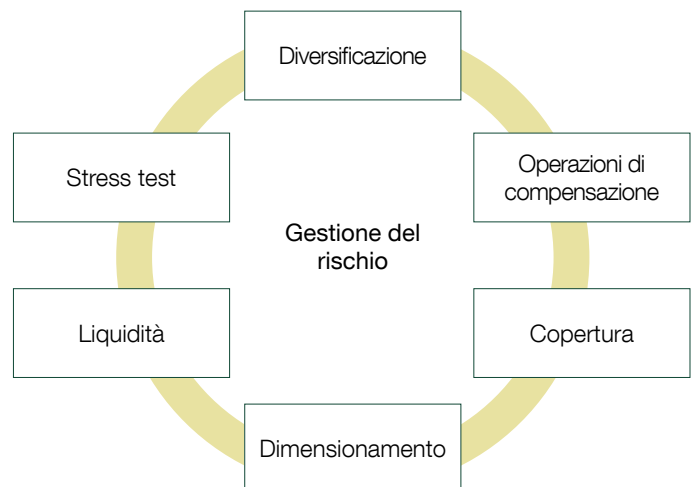 Diversificazione
Stress test
Operazioni di
compensazione
Gestione del
rischio
Liquidità
Copertura
Dimensionamento